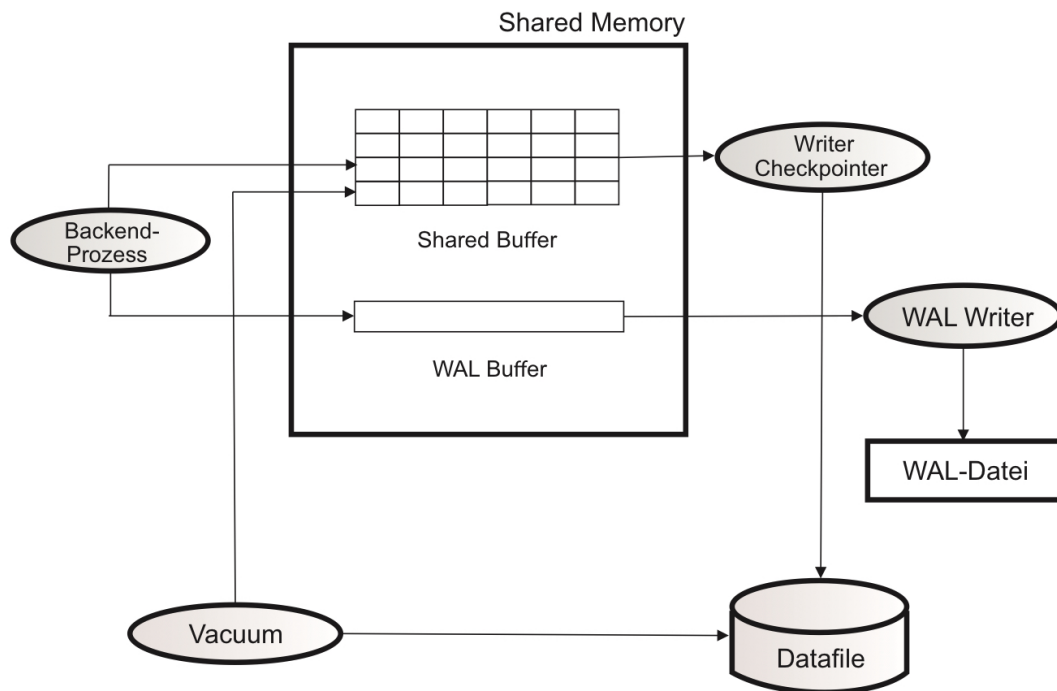 Shared Memory
Writer
Checkpointer
Backend-
Prozess
Shared Buffer
WAL Writer
WAL Buffer
WAL-Datei
Vacuum
Datafile